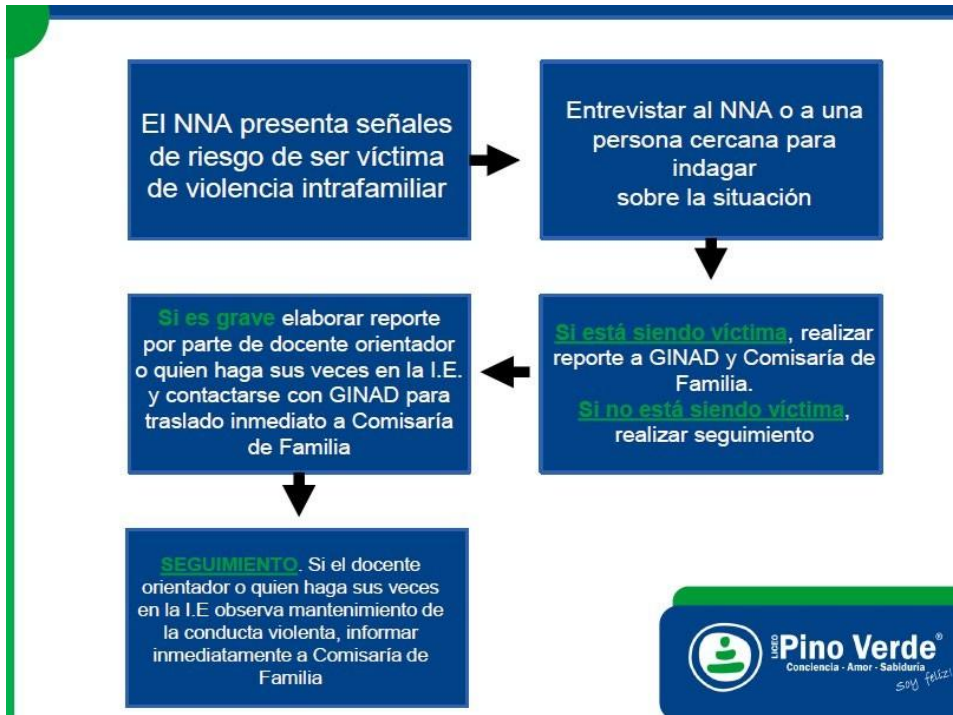 El NNA presenta señales
de riesgo de ser víctima
de violencia intrafamiliar
Entrevistar al NNA o a una
persona cercana para
indagar
sobre la situación
Si está siendo víctima, realizar
reporte a GINAD y Comisaría de
Familia.
Si no está siendo víctima,
realizar seguimiento
Si es grave elaborar reporte
por parte de docente orientador
o quien haga sus veces en la I.E.
y contactarse con GINAD para
traslado inmediato a Comisaría
de Familia
SEGUIMIENTO. Si el docente
orientador o quien haga sus veces
en la I.E observa mantenimiento de
la conducta violenta, informar
inmediatamente a Comisaría de
Familia
LICEO
Pino Verde®
Conciencia - Amor - Sabiduría
soy feliz!